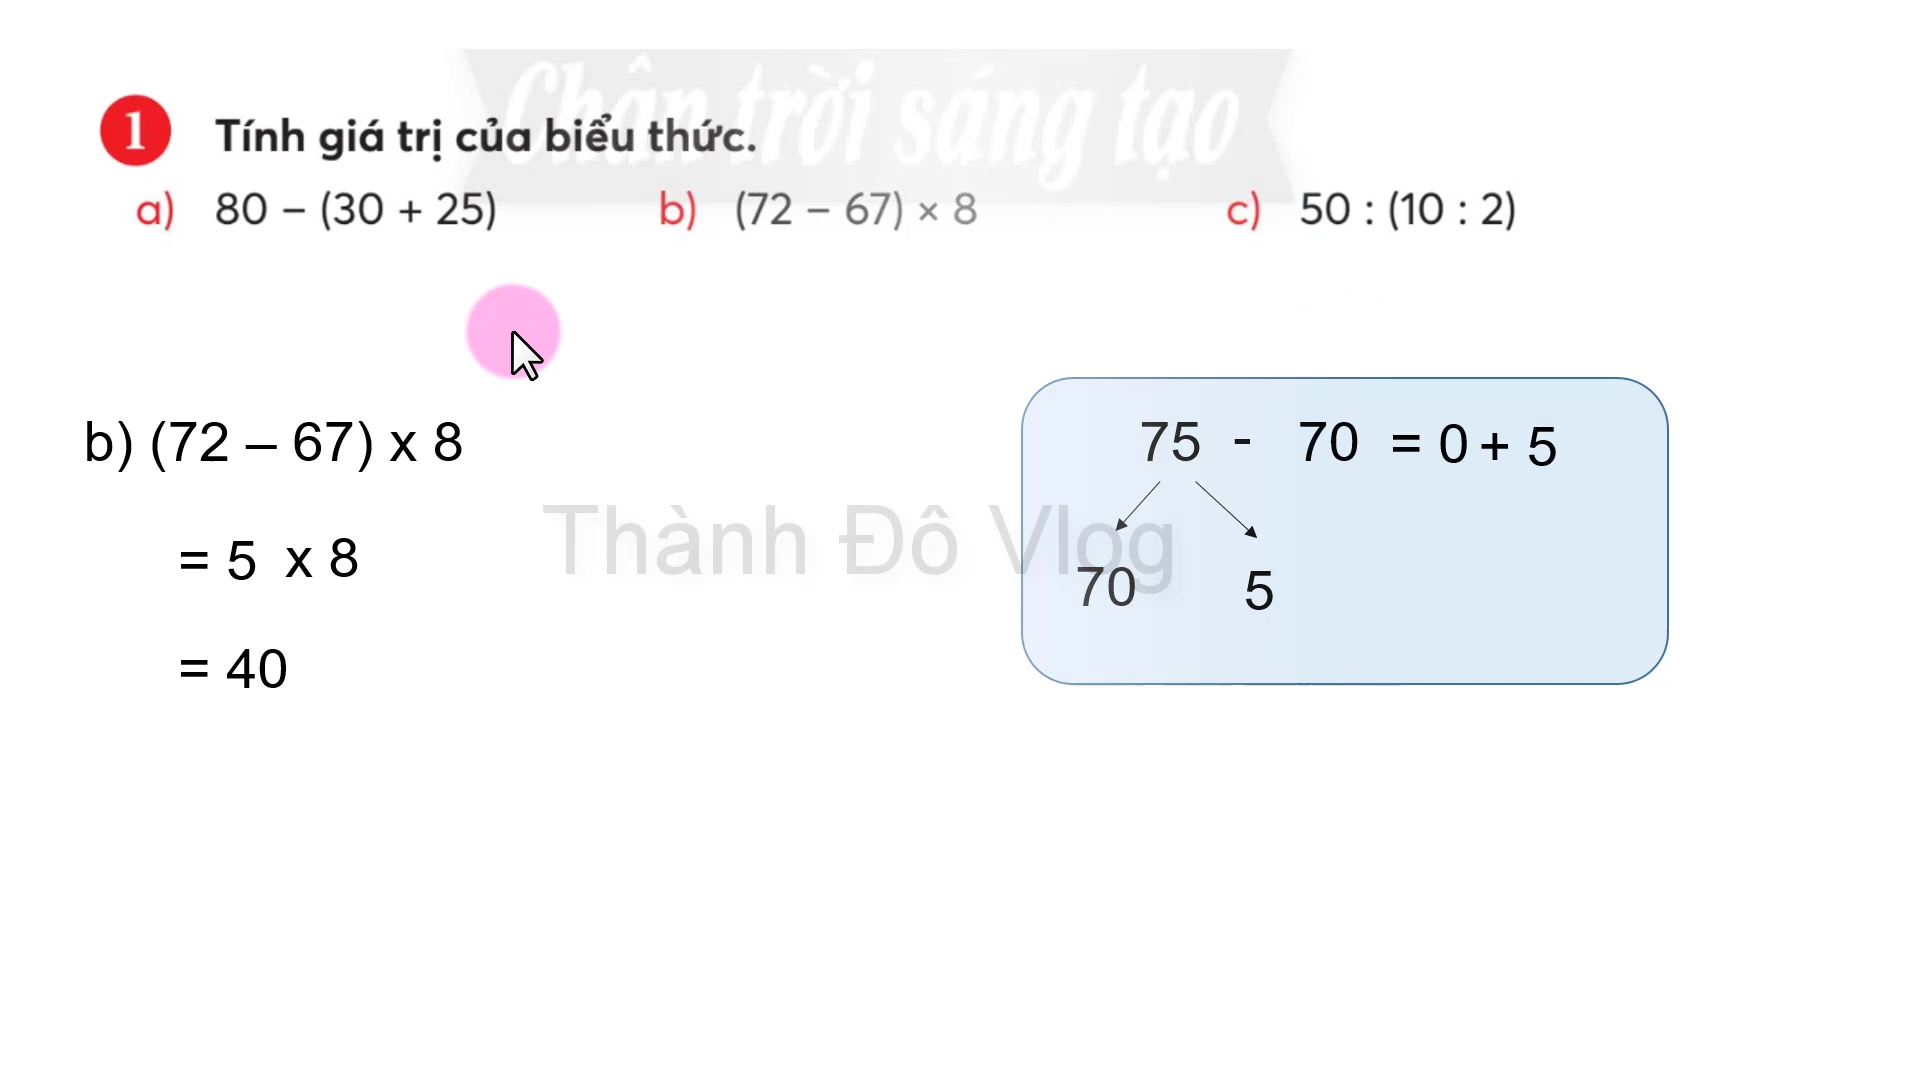 Chân trời sáng tạo
1 Tính giá trị của biểu thức.
a) 80 – (30 + 25) b) (72 – 67) × 8 c) 50 : (10 : 2)
b) (72 – 67) x 8
= 5 x 8
= 40
75 - 70 = 0 + 5
70 5
Thành Đô Vlog